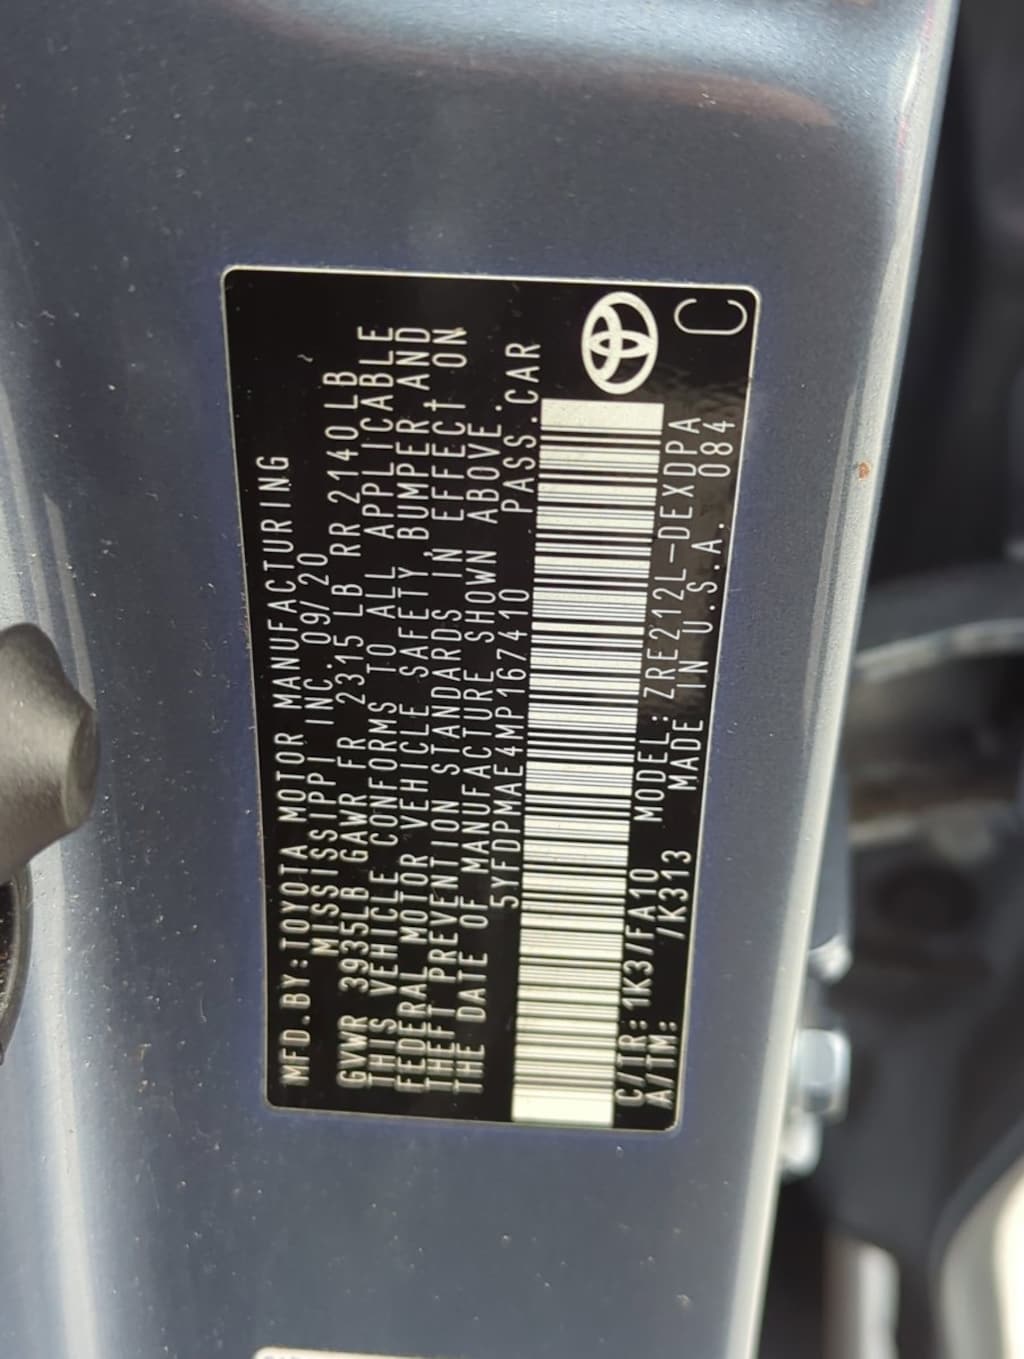 MFD.BY:TOYOTA MOTOR MANUFACTURING
MISSISSIPPI INC. 09/20
GVWR 3935LB GAWR FR 2315 LB RR 2140LB
THIS VEHICLE CONFORMS TO ALL APPLICABLE
FEDERAL MOTOR VEHICLE SAFETY, BUMPER,AND
THEFT PREVENTION STANDARDS IN EFFECT ON
THE DATE OF MANUFACTURE SHOWN ABOVE.
5YFDPMAE4MP167410 PASS.CAR
C/TR:1K3/FA10 MODEL:ZRE212L-DEXDPA
A/TM: /K313 MADE IN U.S.A. 084
C